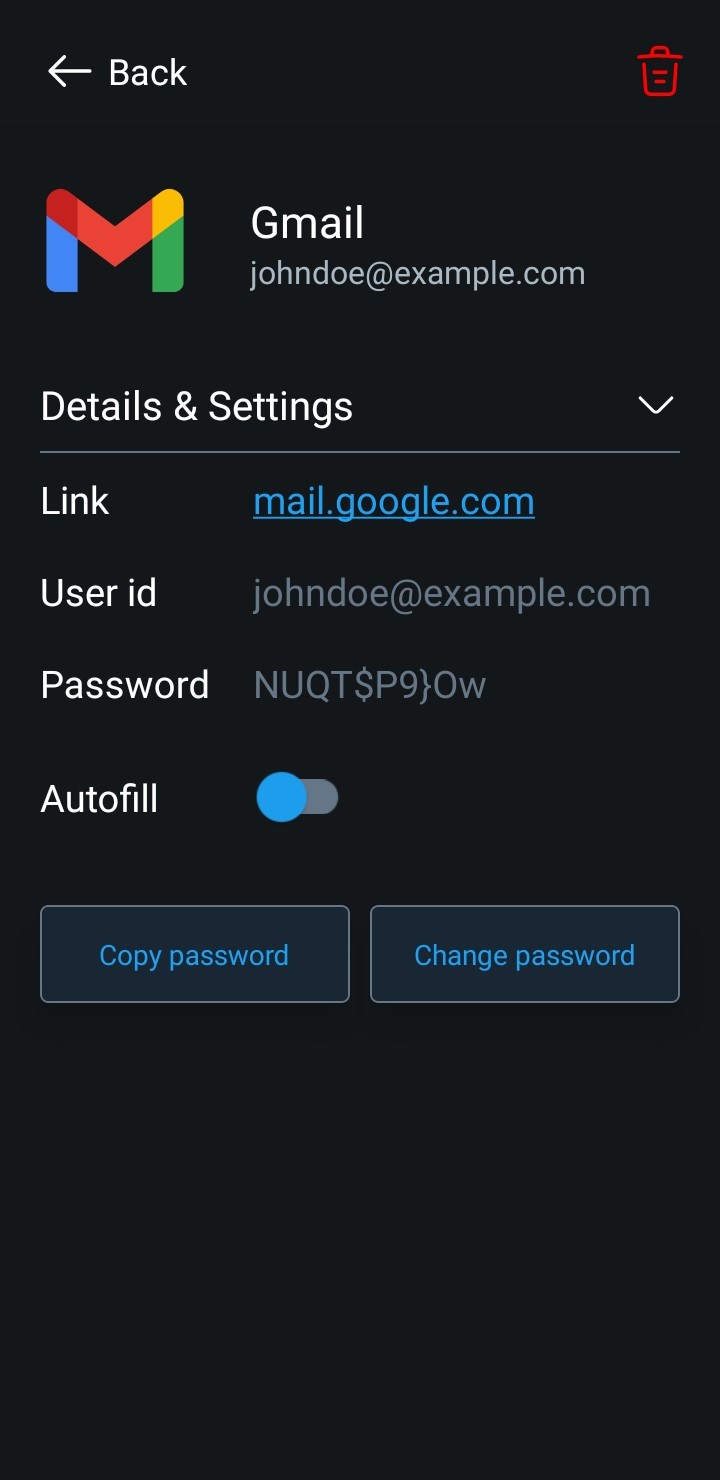 Back
Gmail
johndoe@example.com
Details & Settings
Link mail.google.com
User id johndoe@example.com
Password NUQT$P9}Ow
Autofill
Copy password Change password